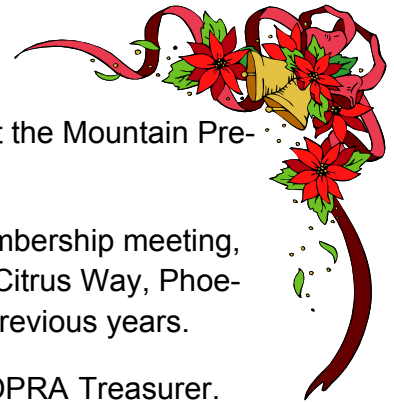 the Mountain Pre-
mbership meeting,
Citrus Way, Phoe-
revious years.
OPRA Treasurer.